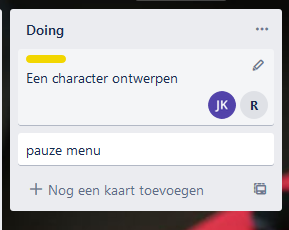 Doing
Een character ontwerpen
JK R
pauze menu
Nog een kaart toevoegen